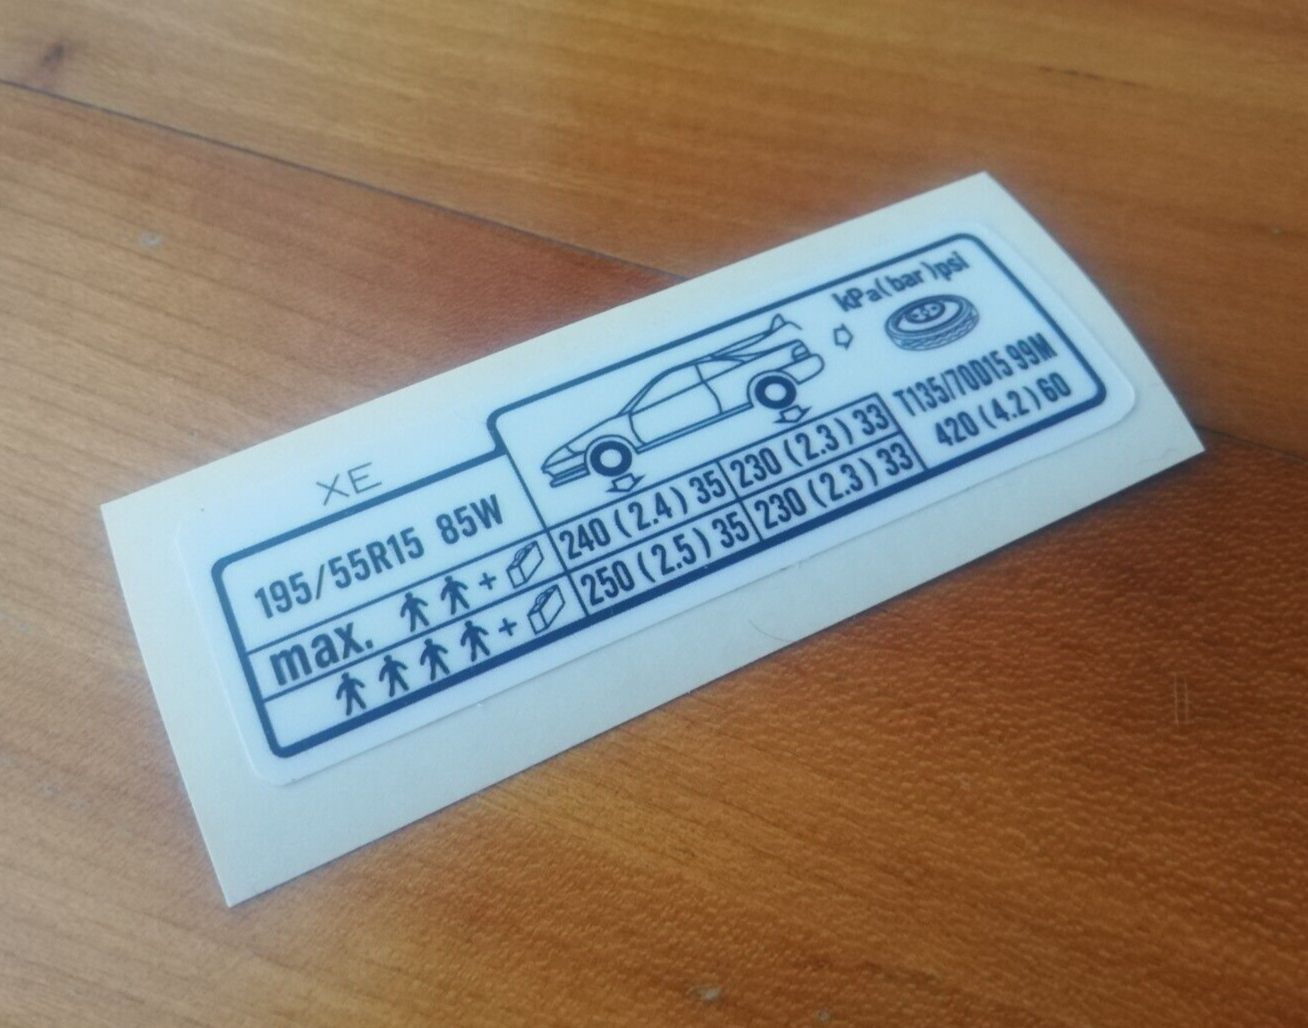 kPa(bar)psi
XE
195/55R15 85W
T135/70D15 99M
max. + 240 (2.4) 35 230 (2.3) 33 420 (4.2) 60
+ 250 (2.5) 35 230 (2.3) 33